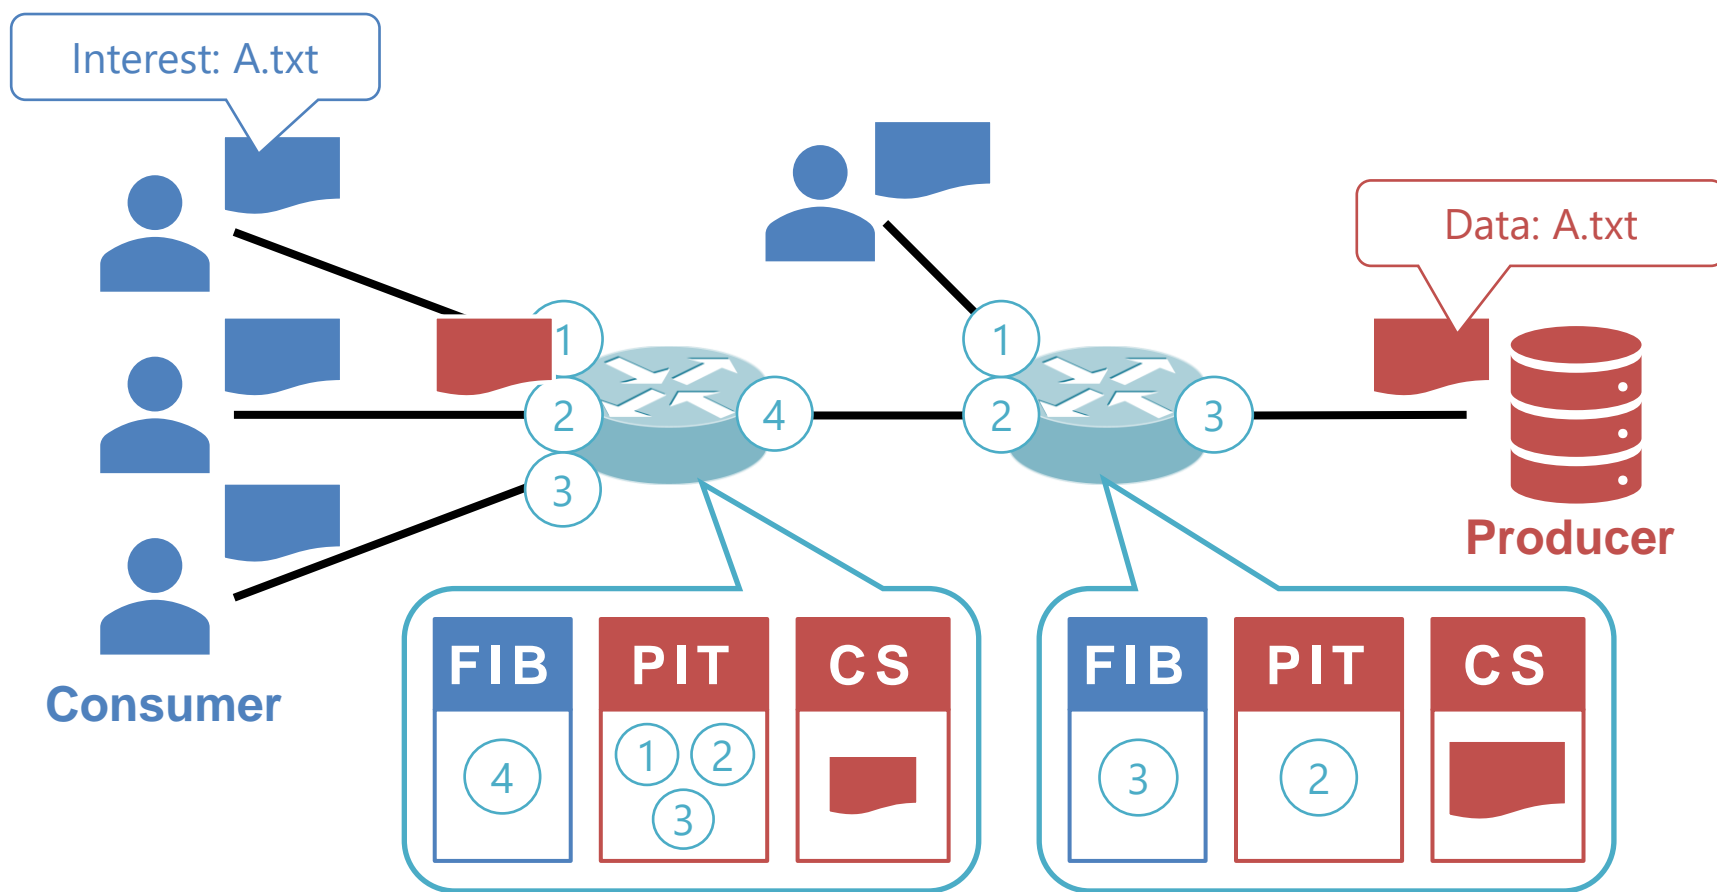 Interest: A.txt
Data: A.txt
1
2
3
4
1
2
3
Producer
Consumer
FIB PIT CS
4
1 2
3
FIB PIT CS
3 2